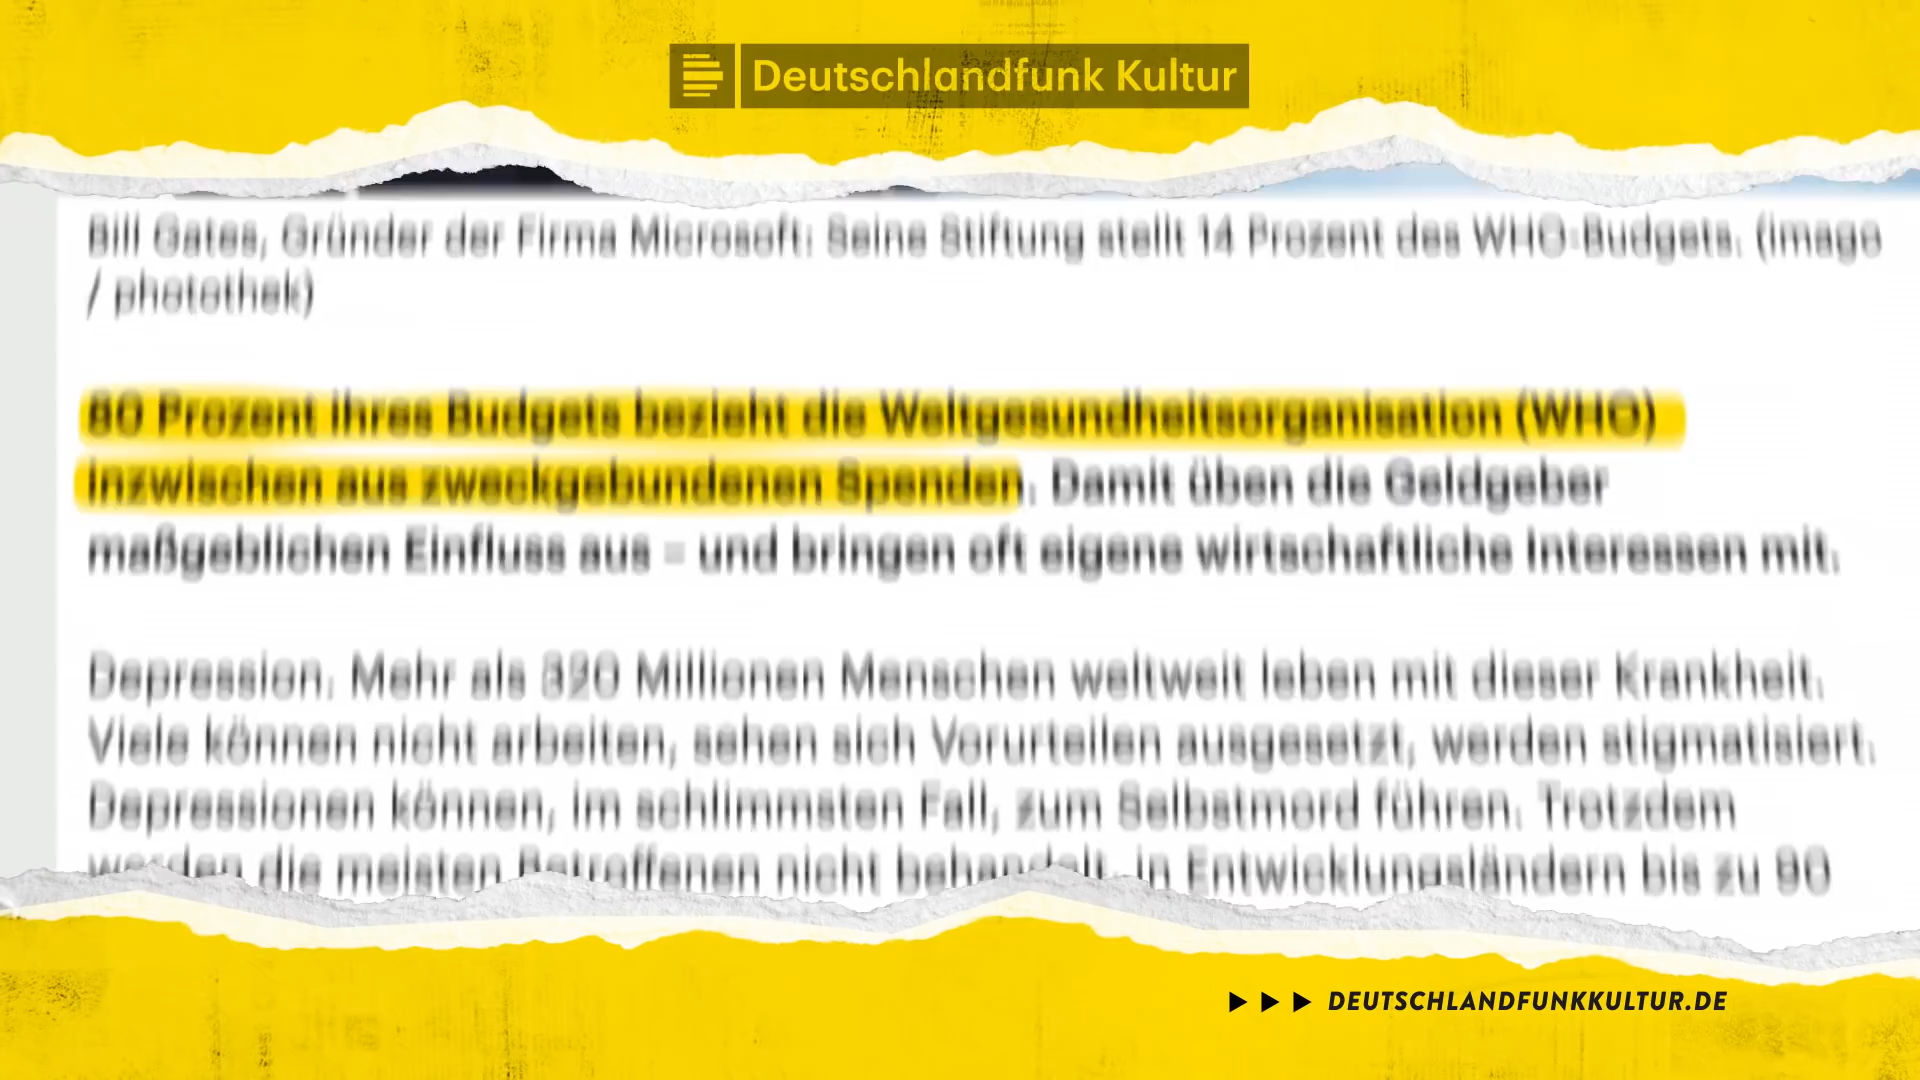 Deutschlandfunk Kultur
Bill Gates, Gründer der Firma Microsoft: Seine Stiftung stellt 14 Prozent des WHO-Budgets. (imago
/ photothek)
80 Prozent ihres Budgets bezieht die Weltgesundheitsorganisation (WHO)
inzwischen aus zweckgebundenen Spenden. Damit üben die Geldgeber
maßgeblichen Einfluss aus – und bringen oft eigene wirtschaftliche Interessen mit.
Depression. Mehr als 320 Millionen Menschen weltweit leben mit dieser Krankheit.
Viele können nicht arbeiten, sehen sich Vorurteilen ausgesetzt, werden stigmatisiert.
Depressionen können, im schlimmsten Fall, zum Selbstmord führen. Trotzdem
werden die meisten Betroffenen nicht behandelt, in Entwicklungsländern bis zu 90
DEUTSCHLANDFUNKKULTUR.DE